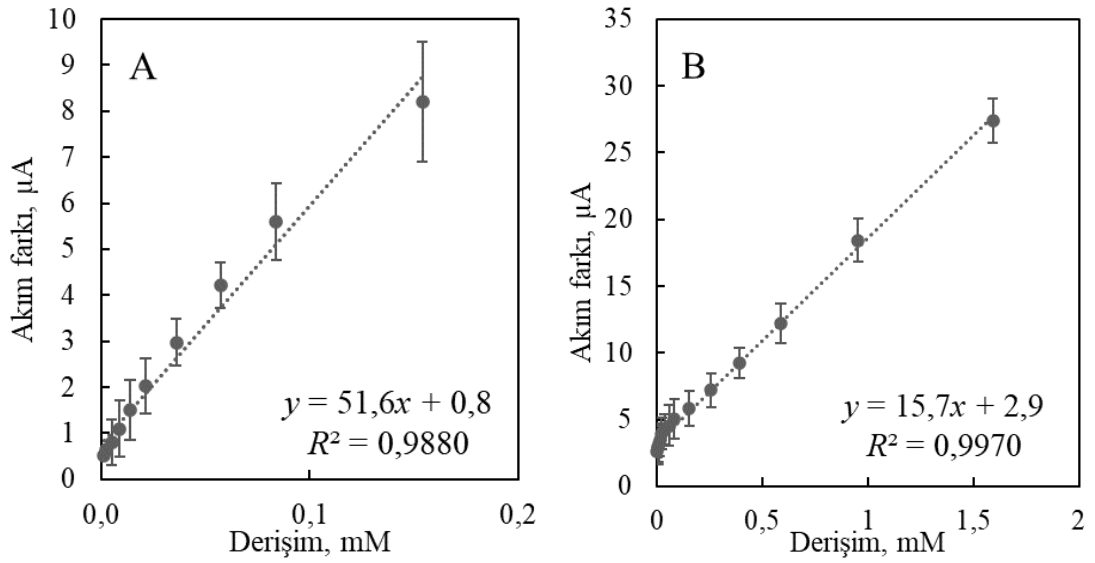 A
10
9
8
7
6
5
4
3
2
1
0
Akım farkı, µA
y = 51,6x + 0,8
R² = 0,9880
0,0 0,1 0,2
Derişim, mM
B
35
30
25
20
15
10
5
0
Akım farkı, µA
y = 15,7x + 2,9
R² = 0,9970
0 0,5 1 1,5 2
Derişim, mM